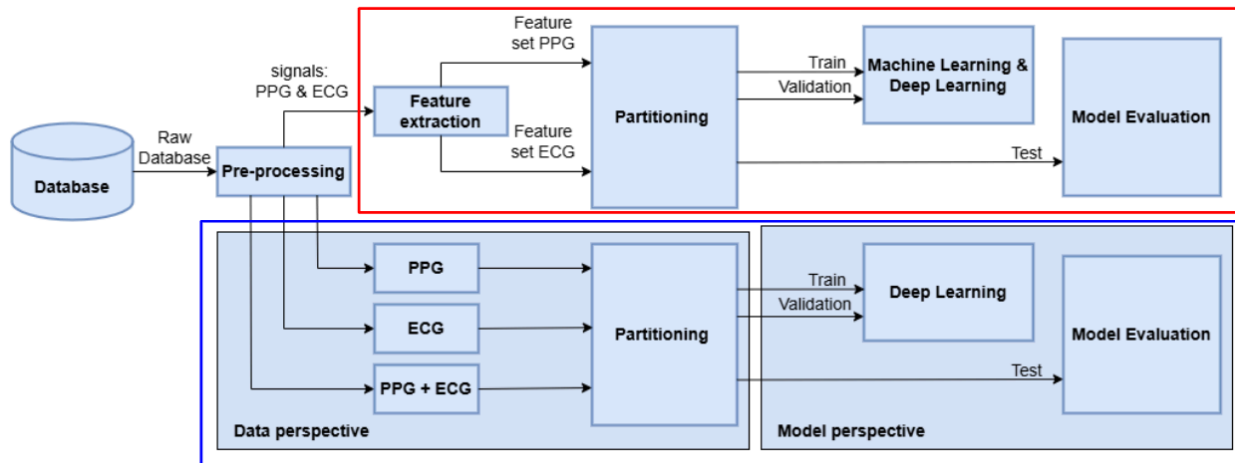 Feature
set PPG
signals:
PPG & ECG
Feature
extraction
Feature
set ECG
Partitioning
Train
Validation
Machine Learning &
Deep Learning
Test
Model Evaluation
Raw
Database
Database
Pre-processing
PPG
ECG
PPG + ECG
Partitioning
Data perspective
Train
Validation
Deep Learning
Test
Model Evaluation
Model perspective